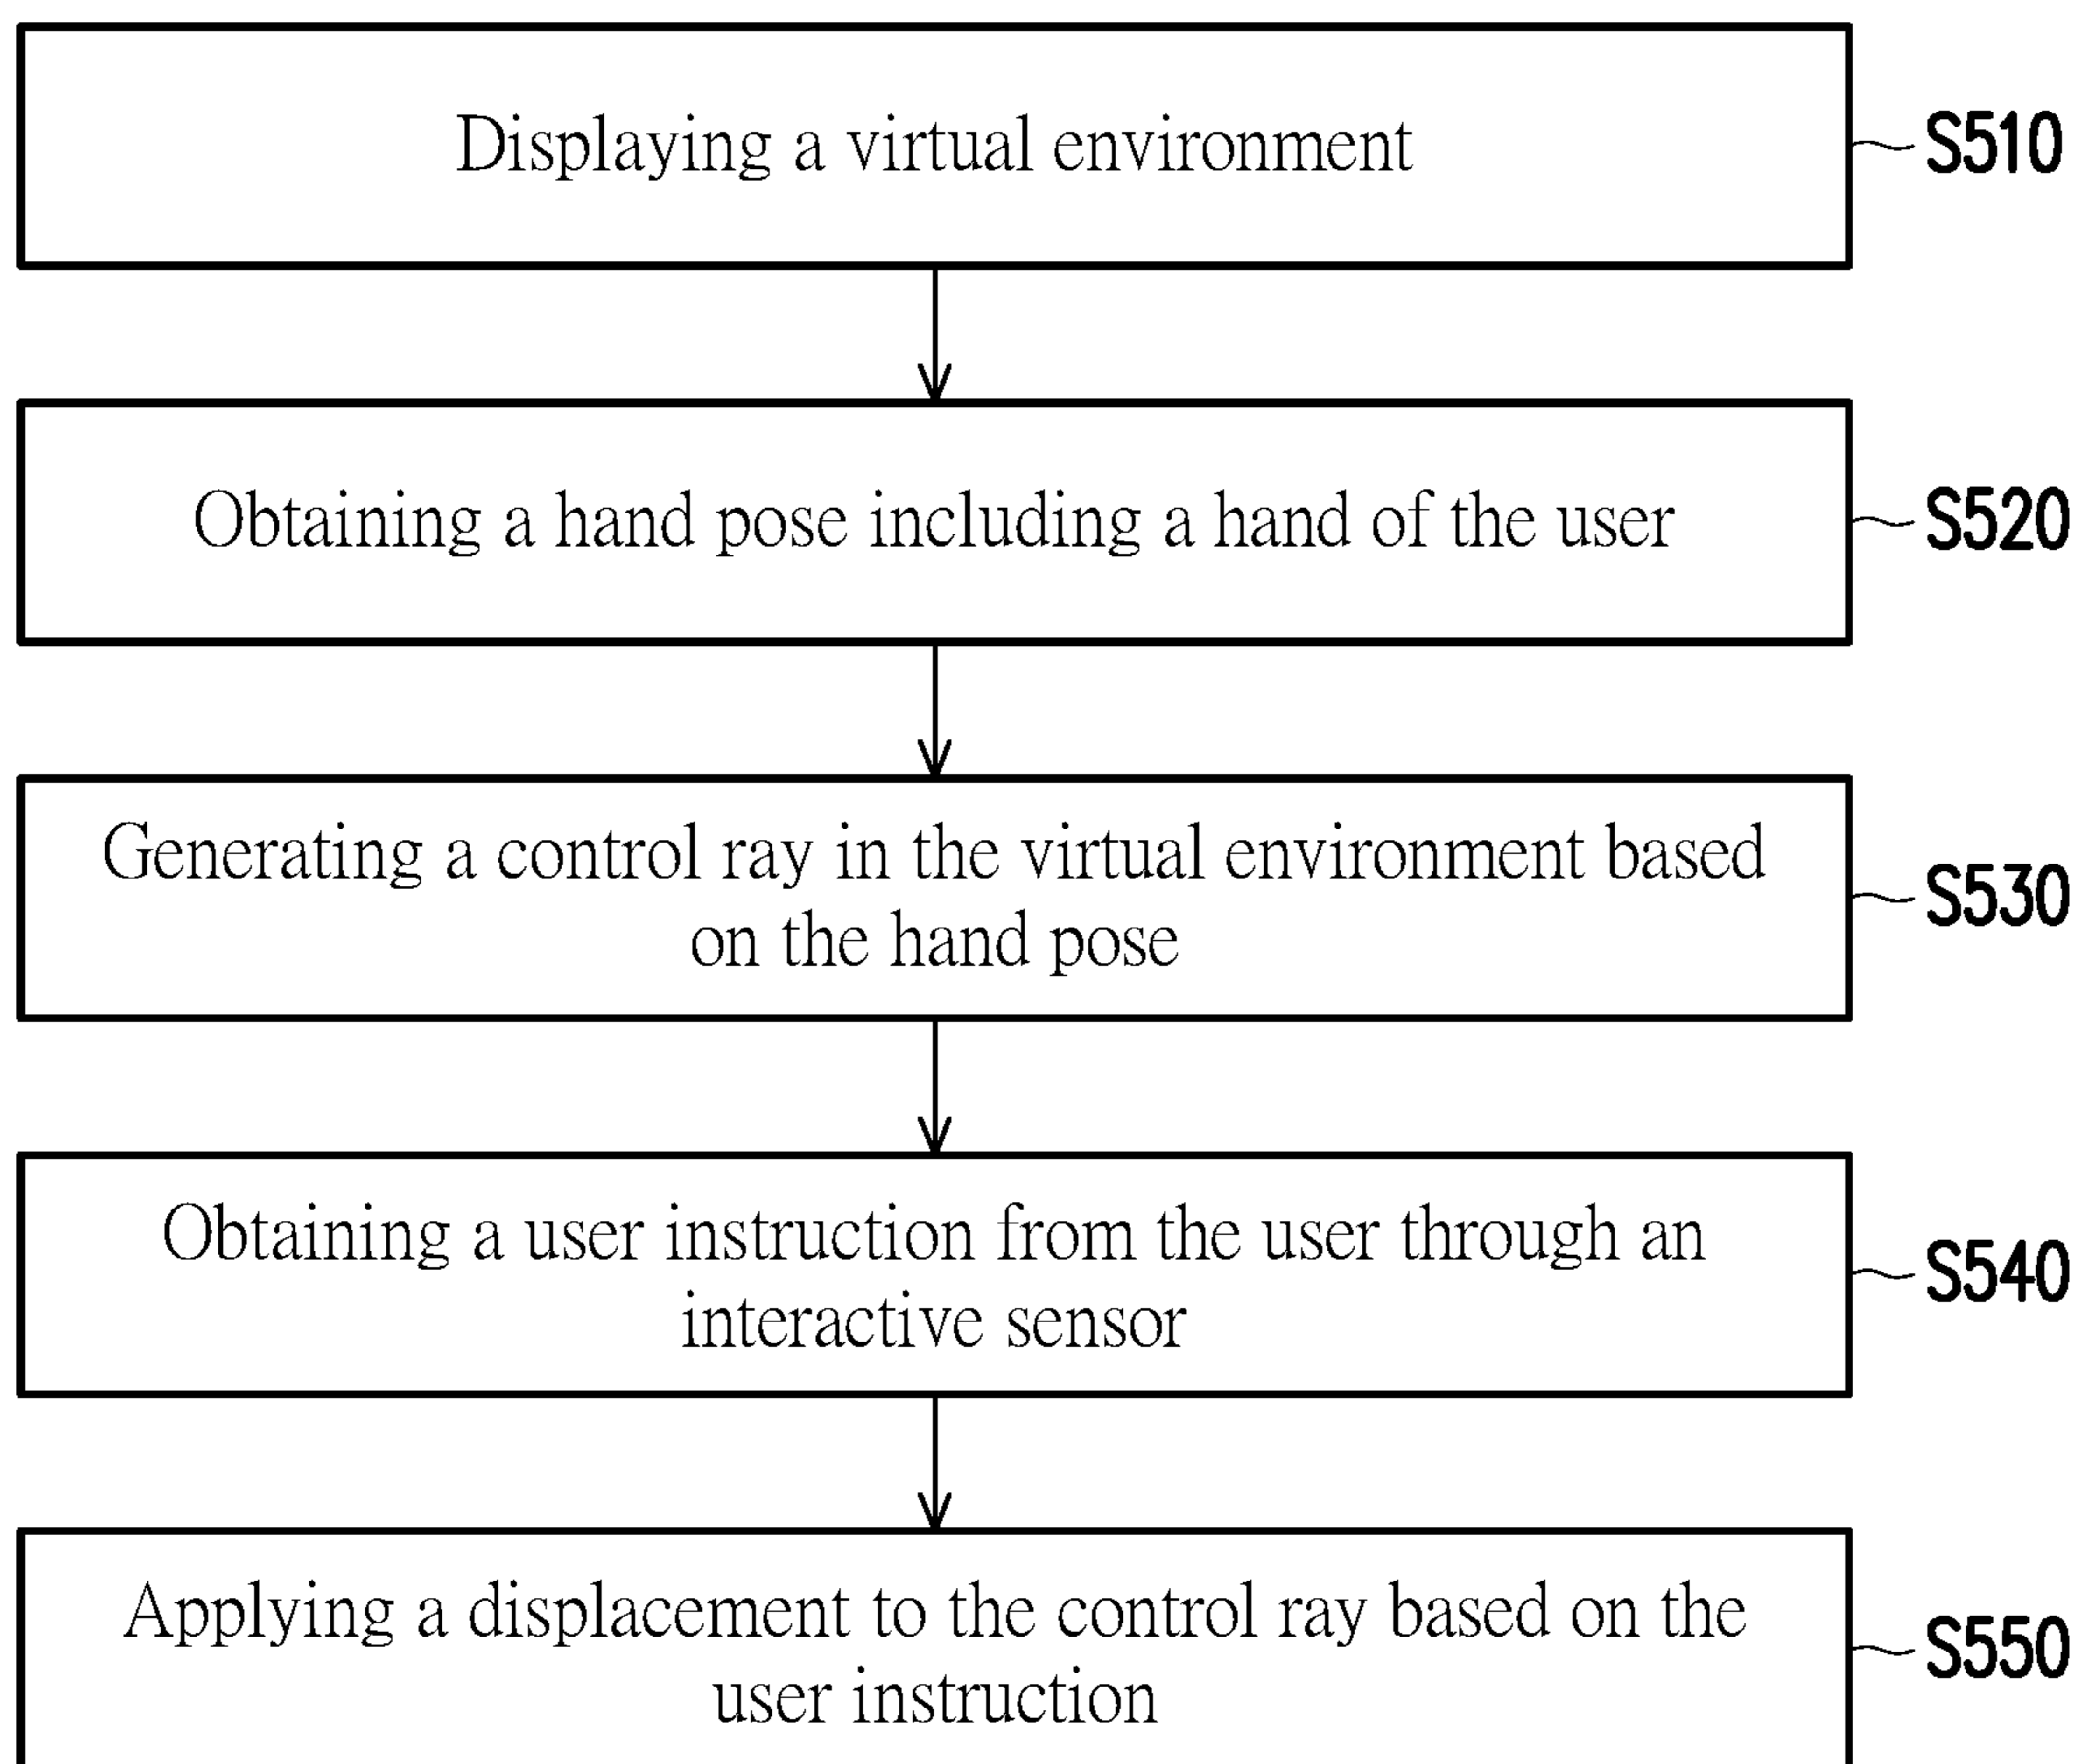 Displaying a virtual environment
S510
Obtaining a hand pose including a hand of the user
S520
Generating a control ray in the virtual environment based
on the hand pose
S530
Obtaining a user instruction from the user through an
interactive sensor
S540
Applying a displacement to the control ray based on the
user instruction
S550